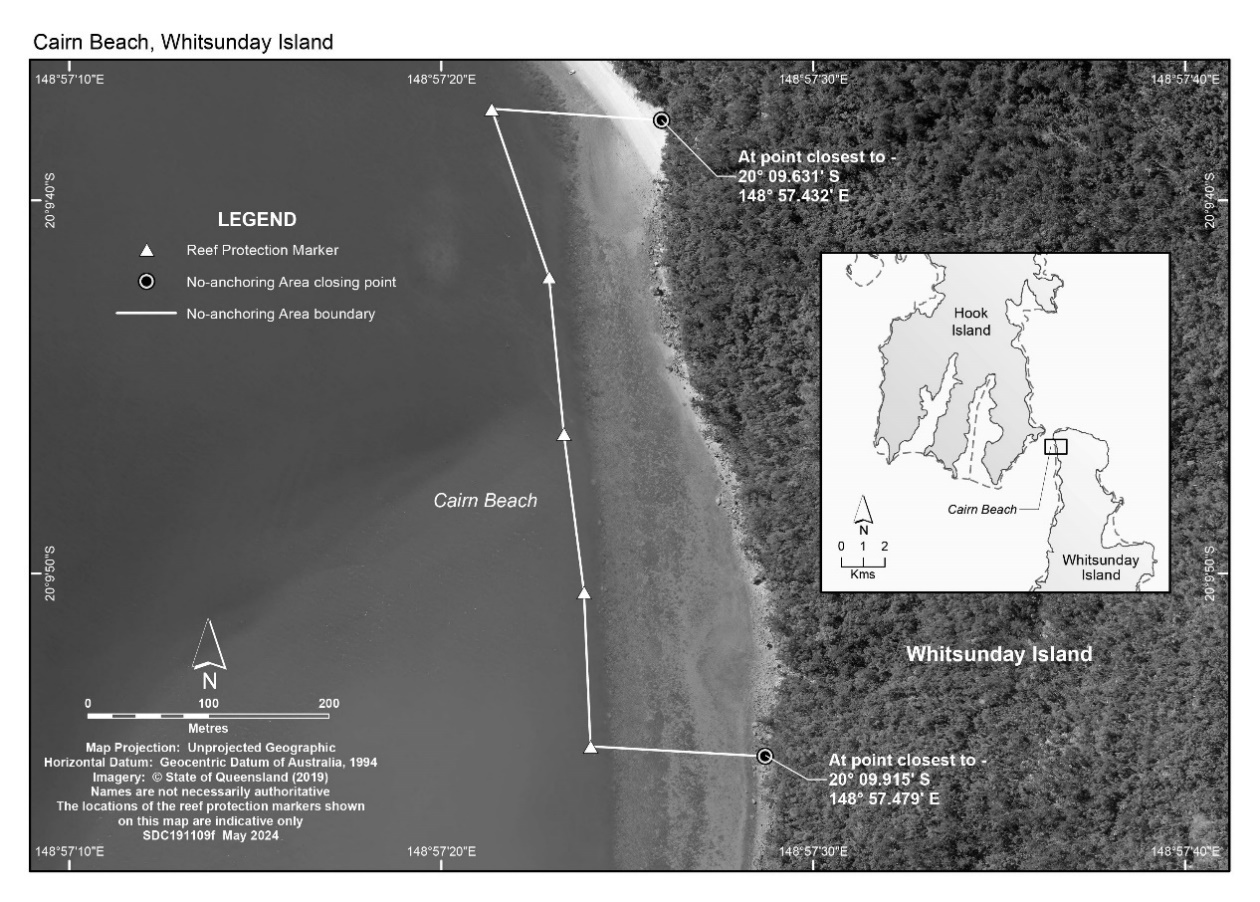 Cairn Beach, Whitsunday Island
148°57'10"E
148°57'20"E
148°57'30"E
148°57'40"E
At point closest to -
20° 09.631' S
148° 57.432' E
20°9'40"S
20°9'40"S
LEGEND
Reef Protection Marker
No-anchoring Area closing point
No-anchoring Area boundary
Hook
Island
Cairn Beach
N
0 1 2
Kms
Whitsunday
Island
Cairn Beach
20°9'50"S
20°9'50"S
Whitsunday Island
N
0 100 200
Metres
Map Projection: Unprojected Geographic
Horizontal Datum: Geocentric Datum of Australia, 1994
Imagery: © State of Queensland (2019)
Names are not necessarily authoritative
The locations of the reef protection markers shown
on this map are indicative only
SDC191109f May 2024
At point closest to -
20° 09.915' S
148° 57.479' E
148°57'10"E
148°57'20"E
148°57'30"E
148°57'40"E